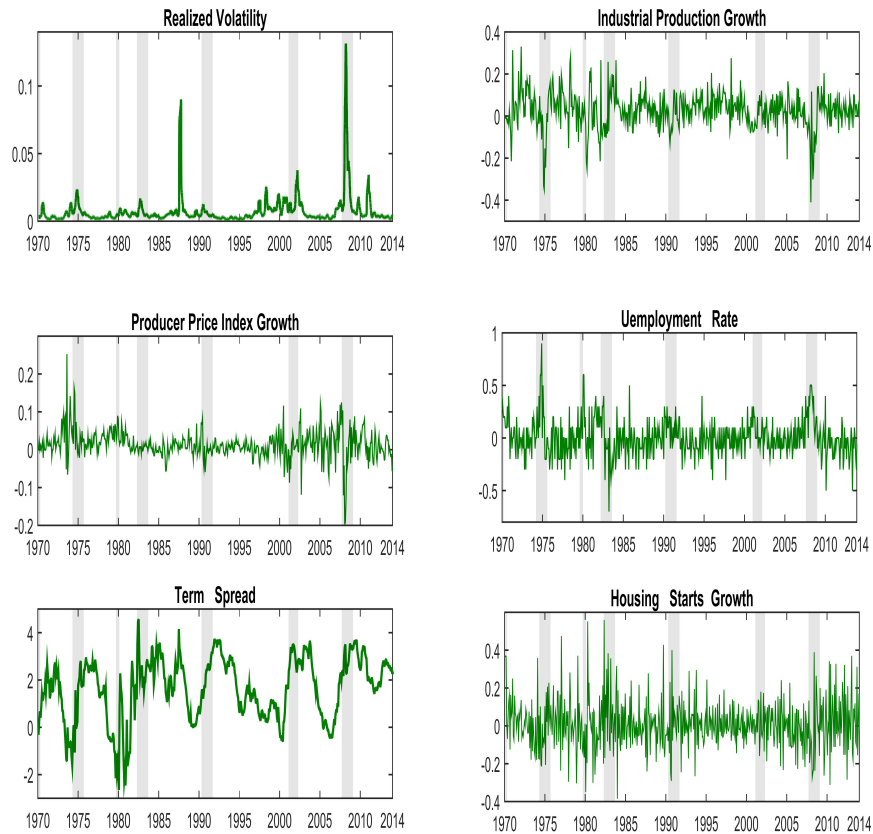 Realized Volatility
0.1
0.05
0
1970 1975 1980 1985 1990 1995 2000 2005 2009 2014
Industrial Production Growth
0.4
0.2
0
-0.2
-0.4
1970 1975 1980 1985 1990 1995 2000 2005 2010 2014
Producer Price Index Growth
0.2
0.1
0
-0.1
-0.2
1970 1975 1980 1985 1990 1995 2000 2005 2010 2014
Uemployment Rate
1
0.5
0
-0.5
1970 1975 1980 1985 1990 1995 2000 2005 2010 2014
Term Spread
4
2
0
-2
1970 1975 1980 1985 1990 1995 2000 2005 2009 2014
Housing Starts Growth
0.4
0.2
0
-0.2
-0.4
1970 1975 1980 1985 1990 1995 2000 2005 2010 2014